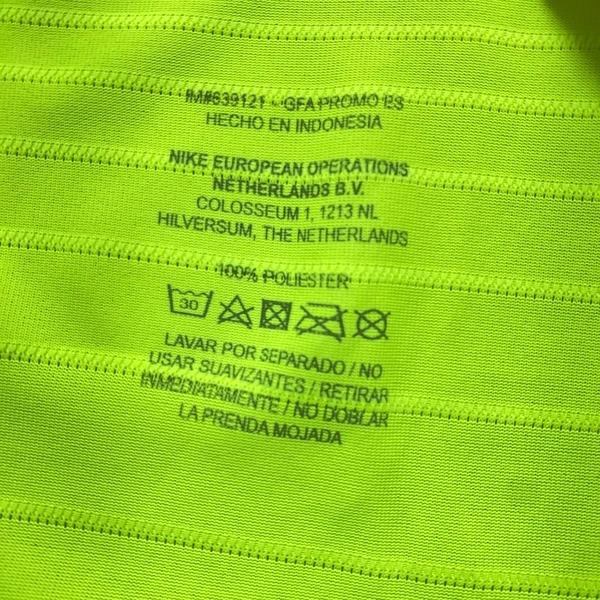 IM#639121 - GFA PROMO ES
HECHO EN INDONESIA
NIKE EUROPEAN OPERATIONS
NETHERLANDS B.V.
COLOSSEUM 1, 1213 NL
HILVERSUM, THE NETHERLANDS
100% POLIESTER
30
LAVAR POR SEPARADO / NO
USAR SUAVIZANTES / RETIRAR
INMEDIATAMENTE / NO DOBLAR
LA PRENDA MOJADA